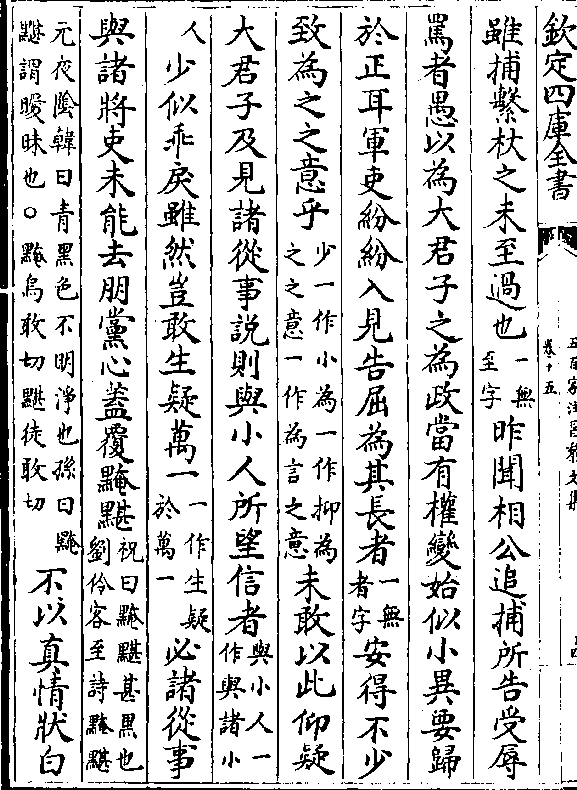 欽定四庫全書
五百家注昌黎文集
卷十五
雖捕繫杖之未至過也一無至字昨聞相公追捕所告受辱
罵者愚以為大君子之為政當有權變始似小異要歸
於正耳軍吏紛紛入見告屈為其長者一無者字安得不少
致為之之意乎少一作小為一作抑為之之意一作為言之意未敢以此仰疑
大君子及見諸從事説則與小人所望信者與小人一作與諸小
人少似乖戾雖然豈敢生疑萬一一作生疑於萬一必諸從事
與諸將吏未能去朋黨心蓋覆黤黮祝曰黤黮甚黒也劉伶客至詩黤黮
元夜陰韓曰青黑色不明淨也孫曰黤黮謂曖昧也○黤烏敢切黮徒敢切不以真情狀白